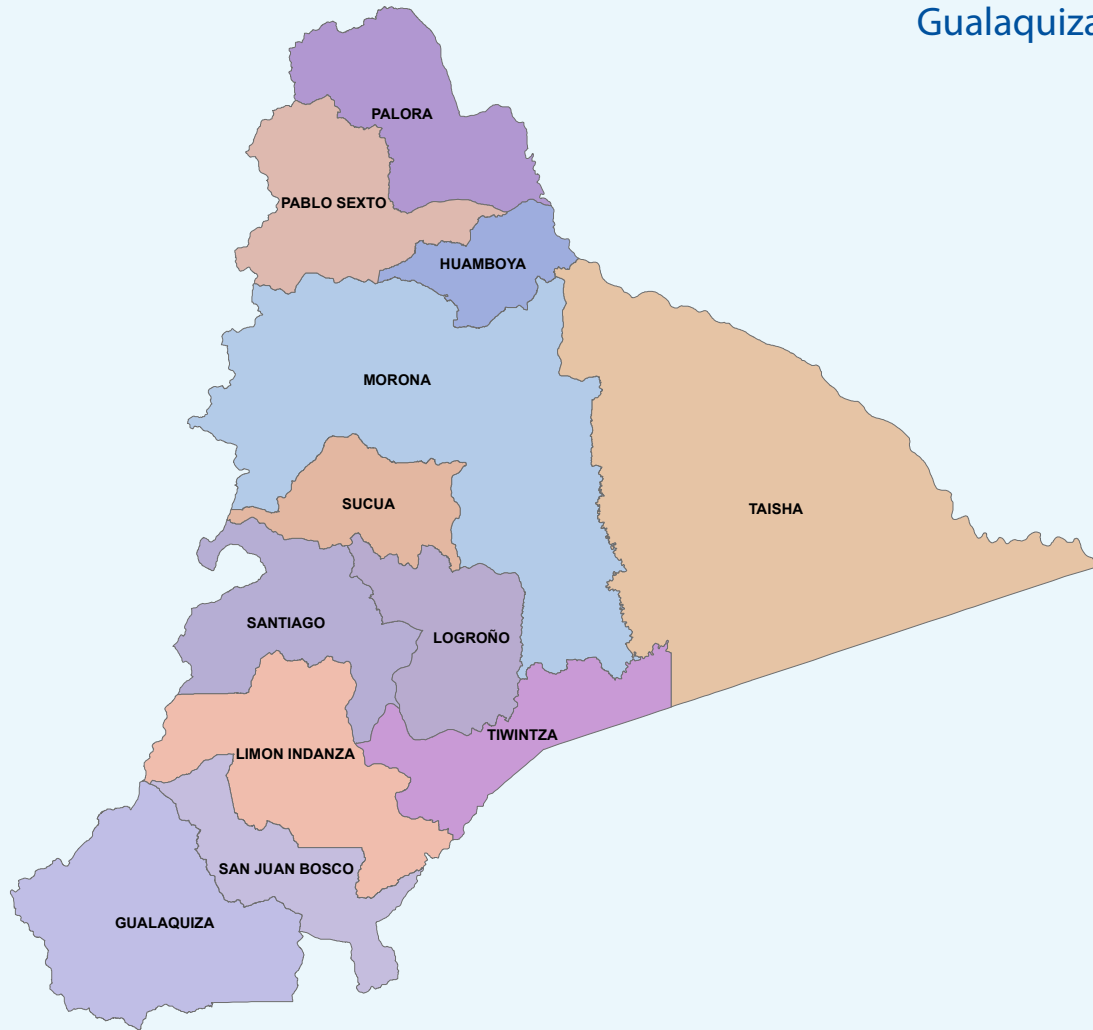 Gualaquiza
PALORA
PABLO SEXTO
HUAMBOYA
MORONA
SUCUA
TAISHA
SANTIAGO
LOGROÑO
TIWINTZA
LIMON INDANZA
SAN JUAN BOSCO
GUALAQUIZA